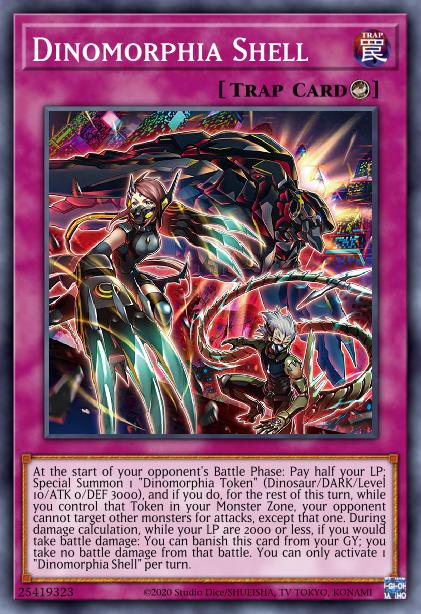 DINOMORPHIA SHELL
TRAP
罠
[TRAP CARD]
At the start of your opponent's Battle Phase: Pay half your LP;
Special Summon 1 "Dinomorphia Token" (Dinosaur/DARK/Level
10/ATK 0/DEF 3000), and if you do, for the rest of this turn, while
you control that Token in your Monster Zone, your opponent
cannot target other monsters for attacks, except that one. During
damage calculation, while your LP are 2000 or less, if you would
take battle damage: You can banish this card from your GY; you
take no battle damage from that battle. You can only activate 1
"Dinomorphia Shell" per turn.
25419323
©2020 Studio Dice/SHUEISHA, TV TOKYO, KONAMI